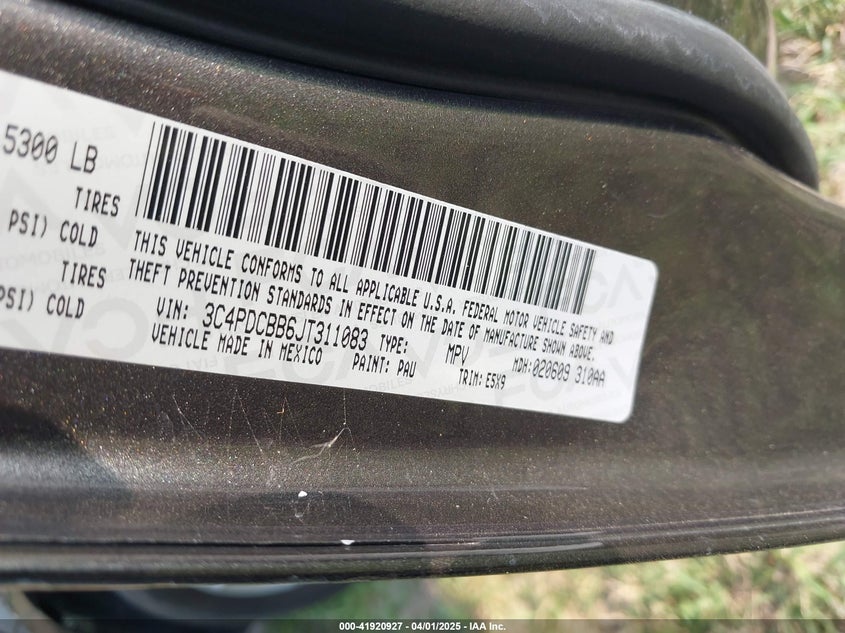 5300 LB
TIRES
PSI) COLD
TIRES
PSI) COLD
THIS VEHICLE CONFORMS TO ALL APPLICABLE U.S.A. FEDERAL MOTOR VEHICLE SAFETY AND
THEFT PREVENTION STANDARDS IN EFFECT ON THE DATE OF MANUFACTURE SHOWN ABOVE.
VIN: 3C4PDCBB6JT311083 TYPE: MPV MDH:020609 310AA
VEHICLE MADE IN MEXICO PAINT: PAU TRIM: E5X9
000-41920927 - 04/01/2025 - IAA Inc.